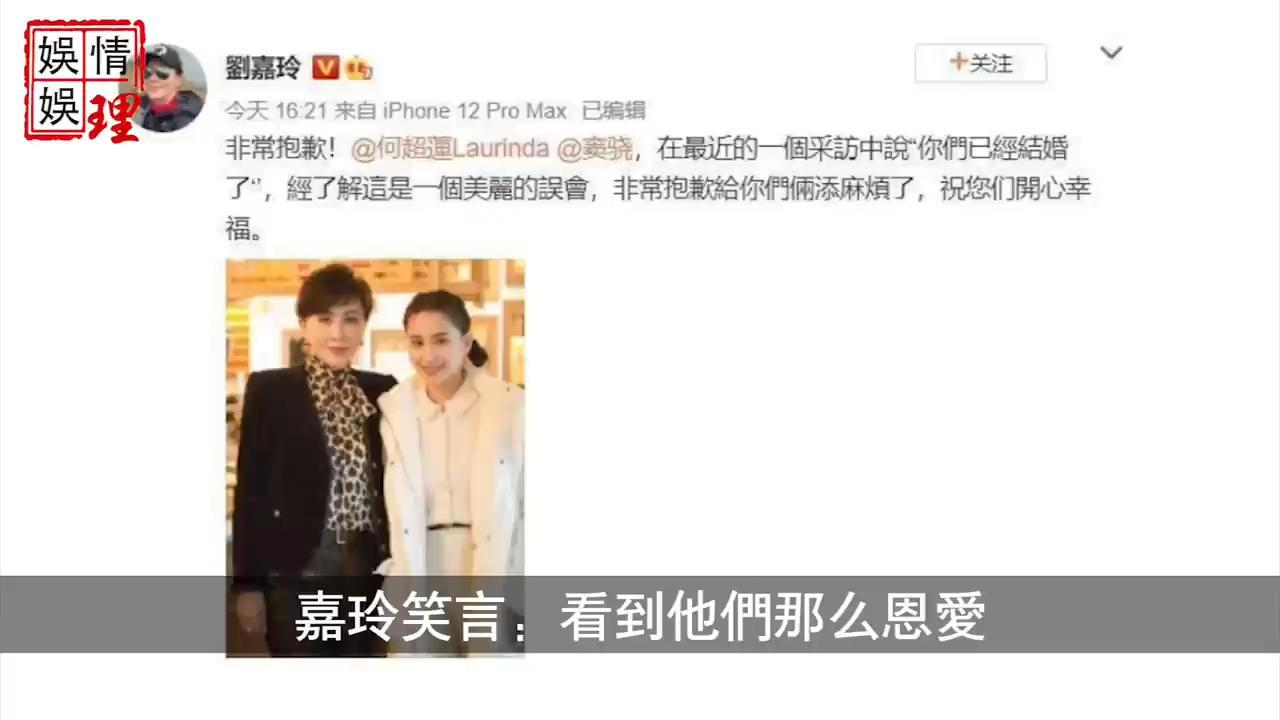 娛情
娛理
劉嘉玲
+关注
今天 16:21 来自 iPhone 12 Pro Max 已编辑
非常抱歉！@何超蓮Laurinda @窦骁，在最近的一個采訪中說“你們已經結婚
了“，經了解這是一個美麗的誤會，非常抱歉給你們倆添麻煩了，祝您们開心幸
福。
嘉玲笑言：看到他們那么恩愛